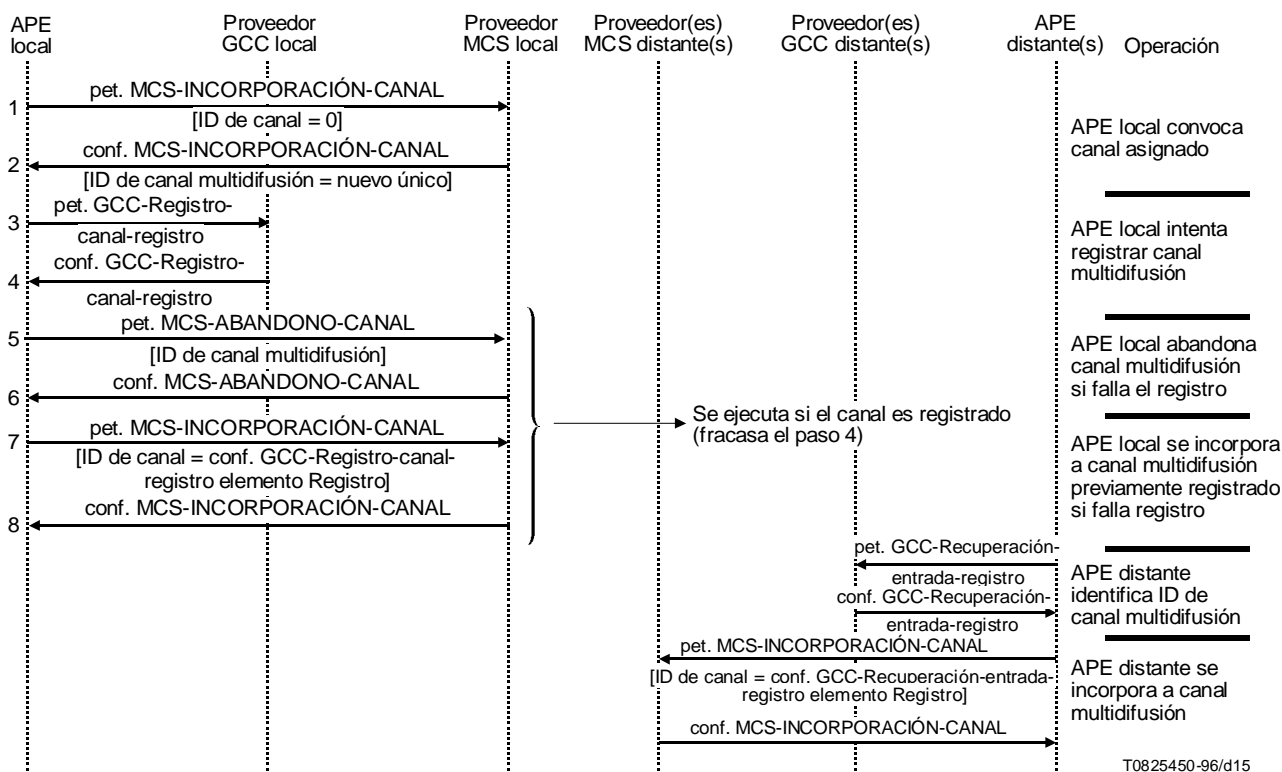 APE
local
Proveedor
GCC local
Proveedor
MCS local
Proveedor(es)
MCS distante(s)
Proveedor(es)
GCC distante(s)
APE
distante(s)
Operación
1
pet. MCS-INCORPORACIÓN-CANAL
[ID de canal = 0]
2
conf. MCS-INCORPORACIÓN-CANAL
[ID de canal multidifusión = nuevo único]
APE local convoca
canal asignado
3
pet. GCC-Registro-
canal-registro
4
conf. GCC-Registro-
canal-registro
APE local intenta
registrar canal
multidifusión
5
pet. MCS-ABANDONO-CANAL
[ID de canal multidifusión]
6
conf. MCS-ABANDONO-CANAL
APE local abandona
canal multidifusión
si falla el registro
7
pet. MCS-INCORPORACIÓN-CANAL
[ID de canal = conf. GCC-Registro-canal-
registro elemento Registro]
8
conf. MCS-INCORPORACIÓN-CANAL
Se ejecuta si el canal es registrado
(fracasa el paso 4)
APE local se incorpora
a canal multidifusión
previamente registrado
si falla registro
pet. GCC-Recuperación-
entrada-registro
conf. GCC-Recuperación-
entrada-registro
APE distante
identifica ID de
canal multidifusión
pet. MCS-INCORPORACIÓN-CANAL
[ID de canal = conf. GCC-Recuperación-entrada-
registro elemento Registro]
conf. MCS-INCORPORACIÓN-CANAL
APE distante se
incorpora a canal
multidifusión
T0825450-96/d15